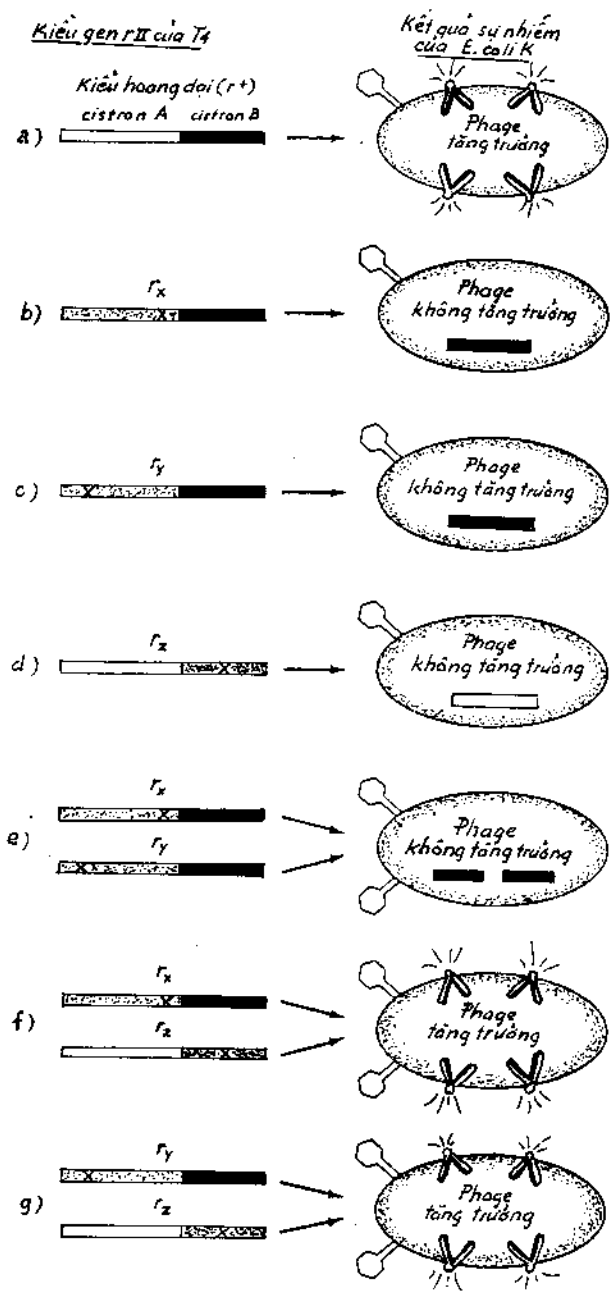 Kiểu gen rII của T4
Kết quả sự nhiễm
của E. coli K
Kiểu hoang dại (r+)
cistron A cistron B
a)
Phage
tăng trưởng
rx
b)
Phage
không tăng trưởng
ry
c)
Phage
không tăng trưởng
rz
d)
Phage
không tăng trưởng
rx
e)
ry
Phage
không tăng trưởng
rx
f)
rz
Phage
tăng trưởng
ry
g)
rz
Phage
tăng trưởng